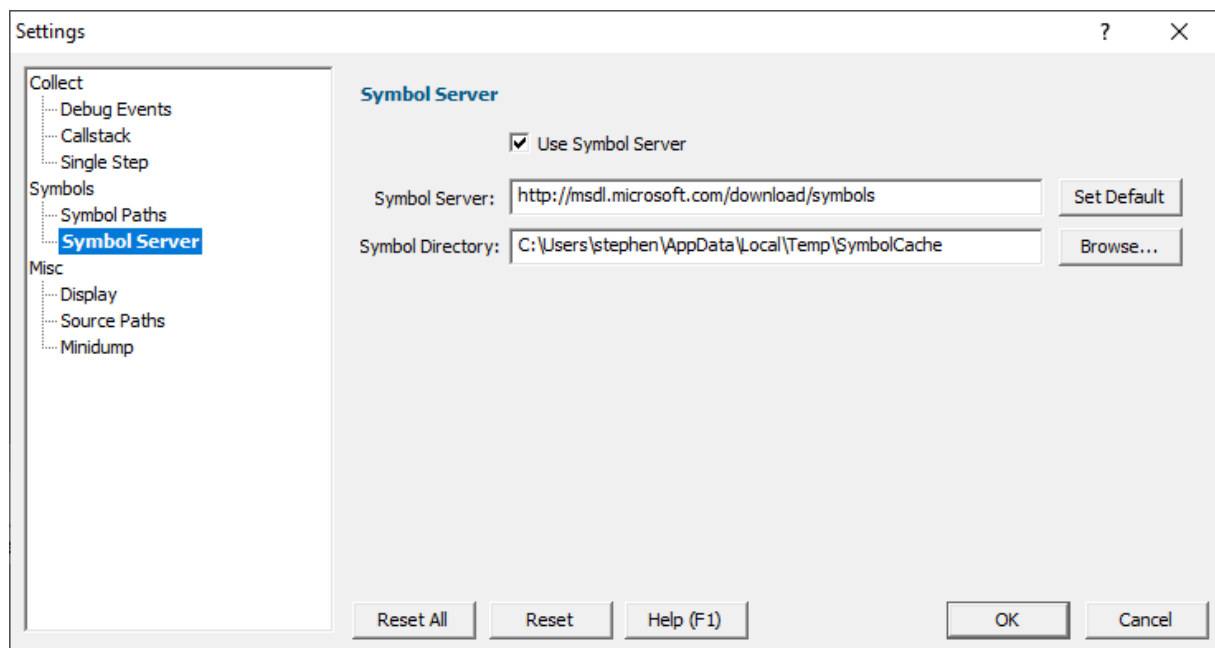 Settings
?
Collect
Debug Events
Callstack
Single Step
Symbols
Symbol Paths
Symbol Server
Misc
Display
Source Paths
Minidump
Symbol Server
Use Symbol Server
Symbol Server: http://msdl.microsoft.com/download/symbols Set Default
Symbol Directory: C:\Users\stephen\AppData\Local\Temp\SymbolCache Browse...
Reset All Reset Help (F1) OK Cancel